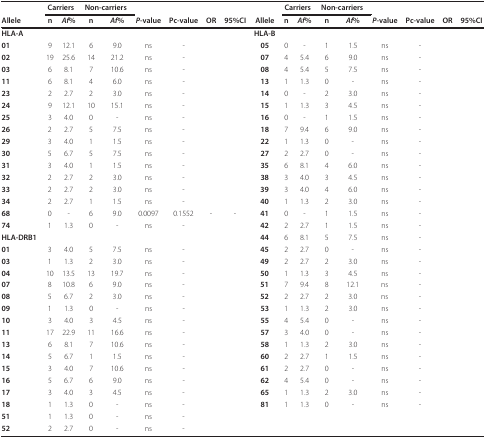 Carriers Non-carriers Carriers Non-carriers
Allele n Af% n Af% P-value Pc-value OR 95%CI Allele n Af% n Af% P-value Pc-value OR 95%CI
HLA-A HLA-B
01 9 12.1 6 9.0 ns - 05 0 - 1 1.5 ns -
02 19 25.6 14 21.2 ns - 07 4 5.4 6 9.0 ns -
03 6 8.1 7 10.6 ns - 08 4 5.4 5 7.5 ns -
11 6 8.1 4 6.0 ns - 13 1 1.3 0 - ns -
23 2 2.7 2 3.0 ns - 14 0 - 2 3.0 ns -
24 9 12.1 10 15.1 ns - 15 1 1.3 3 4.5 ns -
25 3 4.0 0 - ns - 16 0 - 1 1.5 ns -
26 2 2.7 5 7.5 ns - 18 7 9.4 6 9.0 ns -
29 3 4.0 1 1.5 ns - 22 1 1.3 0 - ns -
30 5 6.7 5 7.5 ns - 27 2 2.7 0 - ns -
31 3 4.0 1 1.5 ns - 35 6 8.1 4 6.0 ns -
32 2 2.7 2 3.0 ns - 38 3 4.0 3 4.5 ns -
33 2 2.7 2 3.0 ns - 39 3 4.0 4 6.0 ns -
34 2 2.7 1 1.5 ns - 40 1 1.3 2 3.0 ns -
68 0 - 6 9.0 0.0097 0.1552 - - 41 0 - 1 1.5 ns -
74 1 1.3 0 - ns - 42 2 2.7 1 1.5 ns -
HLA-DRB1 44 6 8.1 5 7.5 ns -
01 3 4.0 5 7.5 ns - 45 2 2.7 0 - ns -
03 1 1.3 2 3.0 ns - 49 2 2.7 2 3.0 ns -
04 10 13.5 13 19.7 ns - 50 1 1.3 3 4.5 ns -
07 8 10.8 6 9.0 ns - 51 7 9.4 8 12.1 ns -
08 5 6.7 2 3.0 ns - 52 2 2.7 2 3.0 ns -
09 1 1.3 0 - ns - 53 1 1.3 2 3.0 ns -
10 3 4.0 3 4.5 ns - 55 4 5.4 0 - ns -
11 17 22.9 11 16.6 ns - 57 3 4.0 0 - ns -
13 6 8.1 7 10.6 ns - 58 1 1.3 2 3.0 ns -
14 5 6.7 1 1.5 ns - 60 2 2.7 1 1.5 ns -
15 3 4.0 7 10.6 ns - 61 2 2.7 0 - ns -
16 5 6.7 6 9.0 ns - 62 4 5.4 0 - ns -
17 3 4.0 3 4.5 ns - 65 1 1.3 2 3.0 ns -
18 1 1.3 0 - ns - 81 1 1.3 0 - ns -
51 1 1.3 0 - ns -
52 2 2.7 0 - ns -